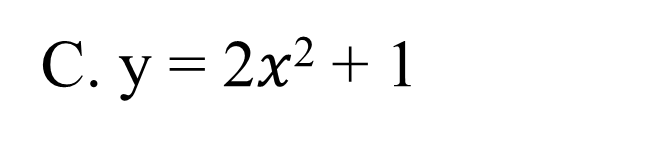 C. y = 2x² + 1